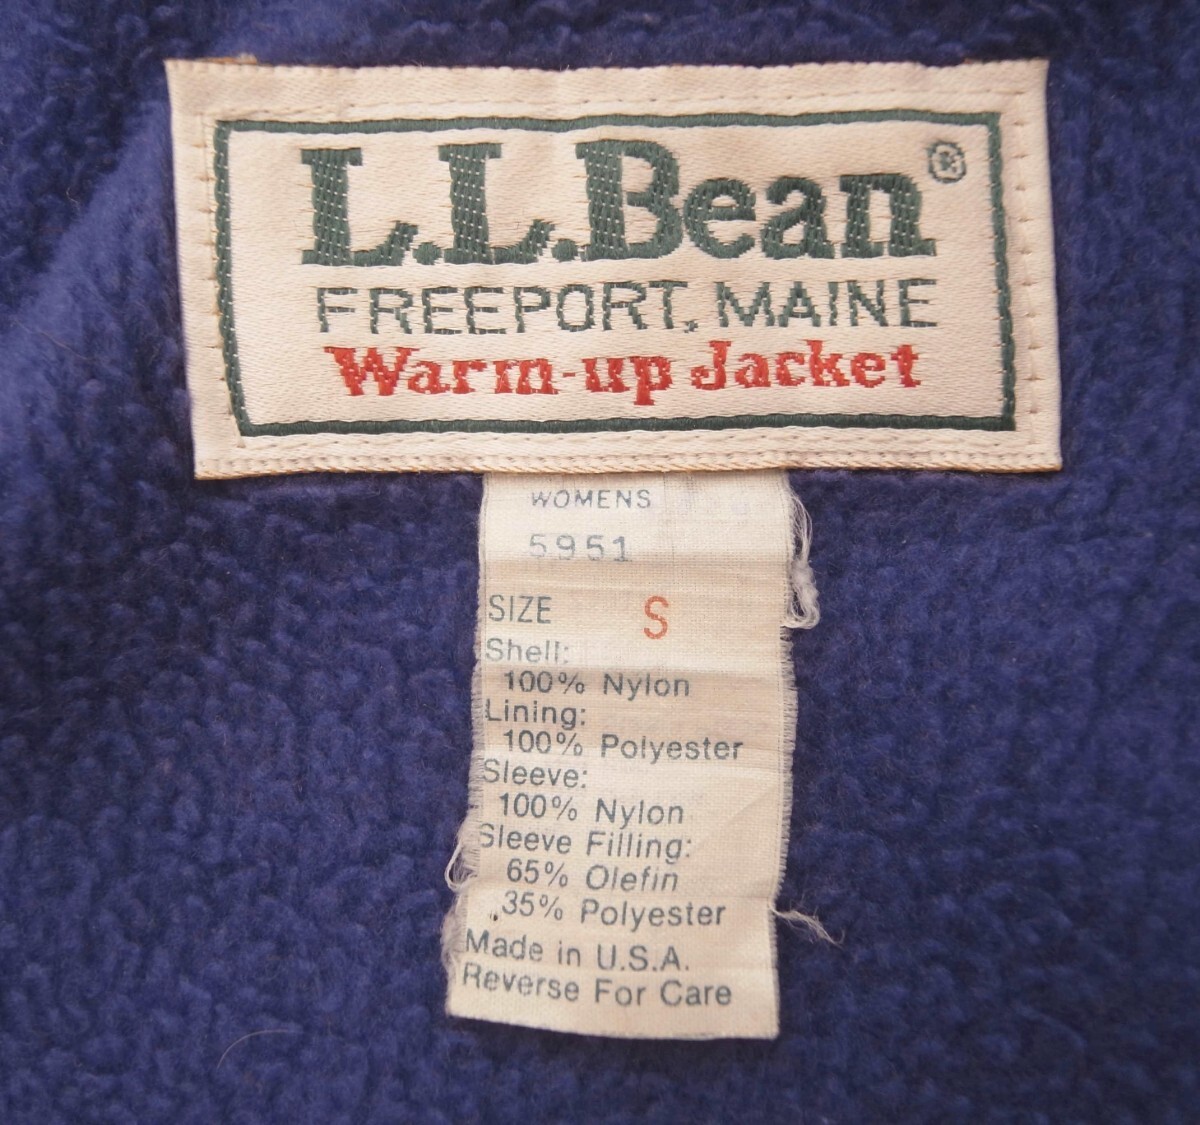 L.L.Bean®
FREEPORT, MAINE
Warm-up Jacket
WOMENS
5951
SIZE S
Shell:
100% Nylon
Lining:
100% Polyester
Sleeve:
100% Nylon
Sleeve Filling:
65% Olefin
35% Polyester
Made in U.S.A.
Reverse For Care